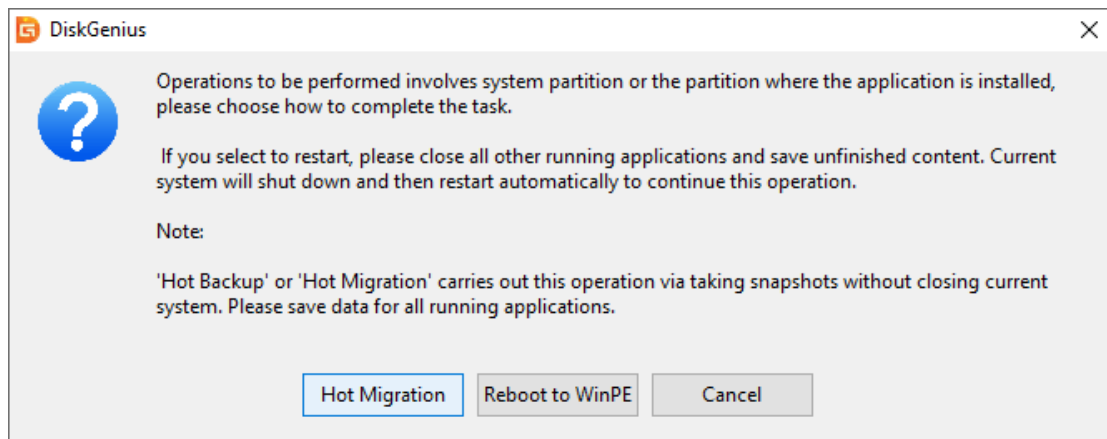 DiskGenius
Operations to be performed involves system partition or the partition where the application is installed,
please choose how to complete the task.
If you select to restart, please close all other running applications and save unfinished content. Current
system will shut down and then restart automatically to continue this operation.
Note:
'Hot Backup' or 'Hot Migration' carries out this operation via taking snapshots without closing current
system. Please save data for all running applications.
Hot Migration
Reboot to WinPE
Cancel